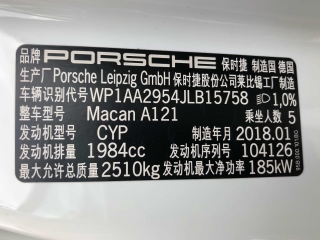 品牌 PORSCHE 保时捷 制造国 德国
生产厂 Porsche Leipzig GmbH 保时捷股份公司莱比锡工厂制造
车辆识别代号 WP1AA2954JLB15758 1,0%
整车型号 Macan A121 乘坐人数 5
发动机型号 CYP 制造年月 2018.01
发动机排量 1984cc 序列号 104126
最大允许总质量 2510kg 发动机最大净功率 185kW